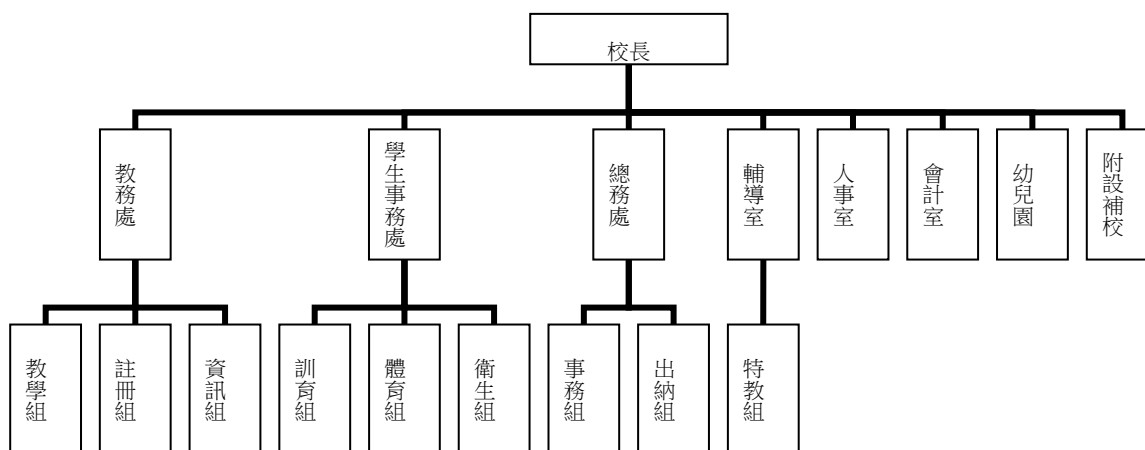 校長
教務處
學生事務處
總務處
輔導室
人事室
會計室
幼兒園
附設補校
教學組
註冊組
資訊組
訓育組
體育組
衛生組
事務組
出納組
特教組